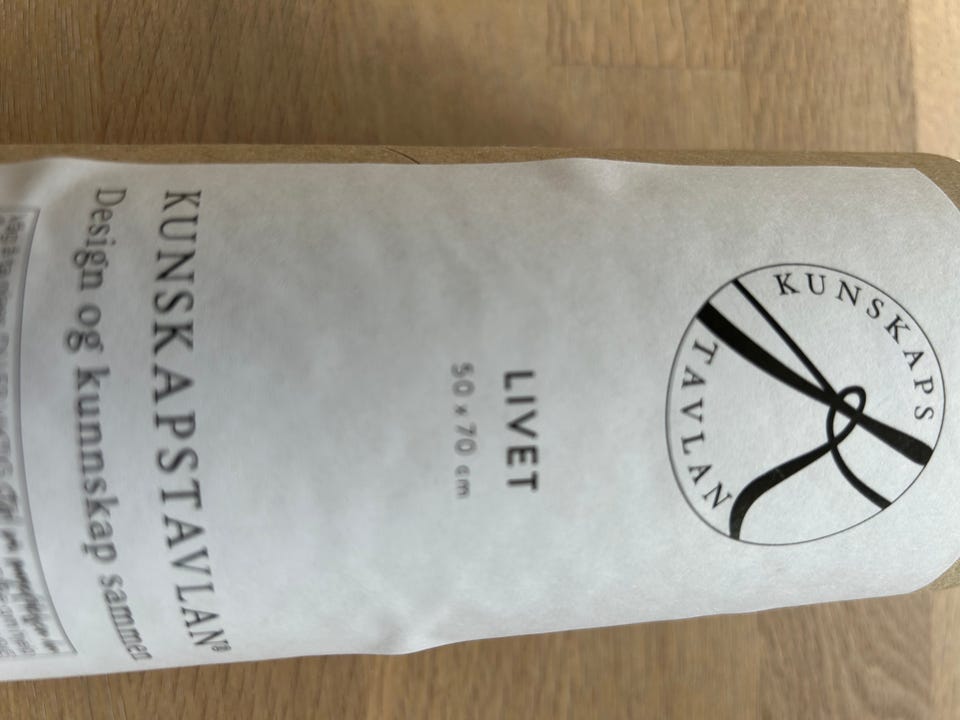 KUNSKAPS
TAVLAN
LIVET
50 x 70 cm
KUNSKAPSTAVLAN®
Design og kunnskap sammen